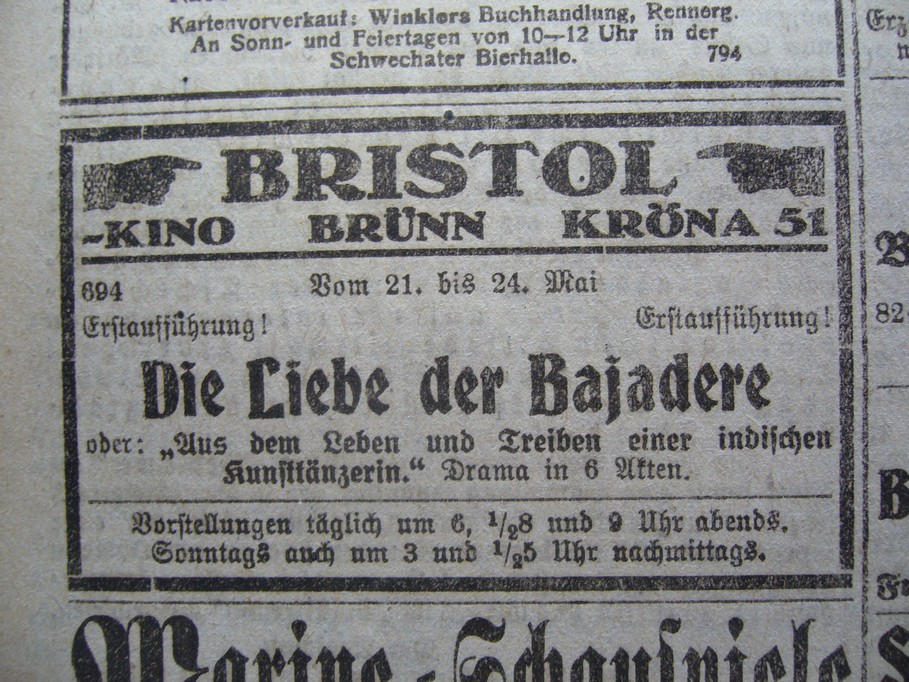 Kartenvorverkauf: Winklers Buchhandlung, Rennerg.
An Sonn- und Feiertagen von 10—12 Uhr in der
Schwechater Bierhalle. 794
BRISTOL
-KINO BRÜNN KRÖNA 51
694 Vom 21. bis 24. Mai
Erstaufführung! Erstaufführung!
Die Liebe der Bajadere
oder: „Aus dem Leben und Treiben einer indischen
Kunsttänzerin.“ Drama in 6 Akten.
Vorstellungen täglich um 6, 1/28 und 9 Uhr abends.
Sonntags auch um 3 und 1/25 Uhr nachmittags.
Marine-Schauspiele
82